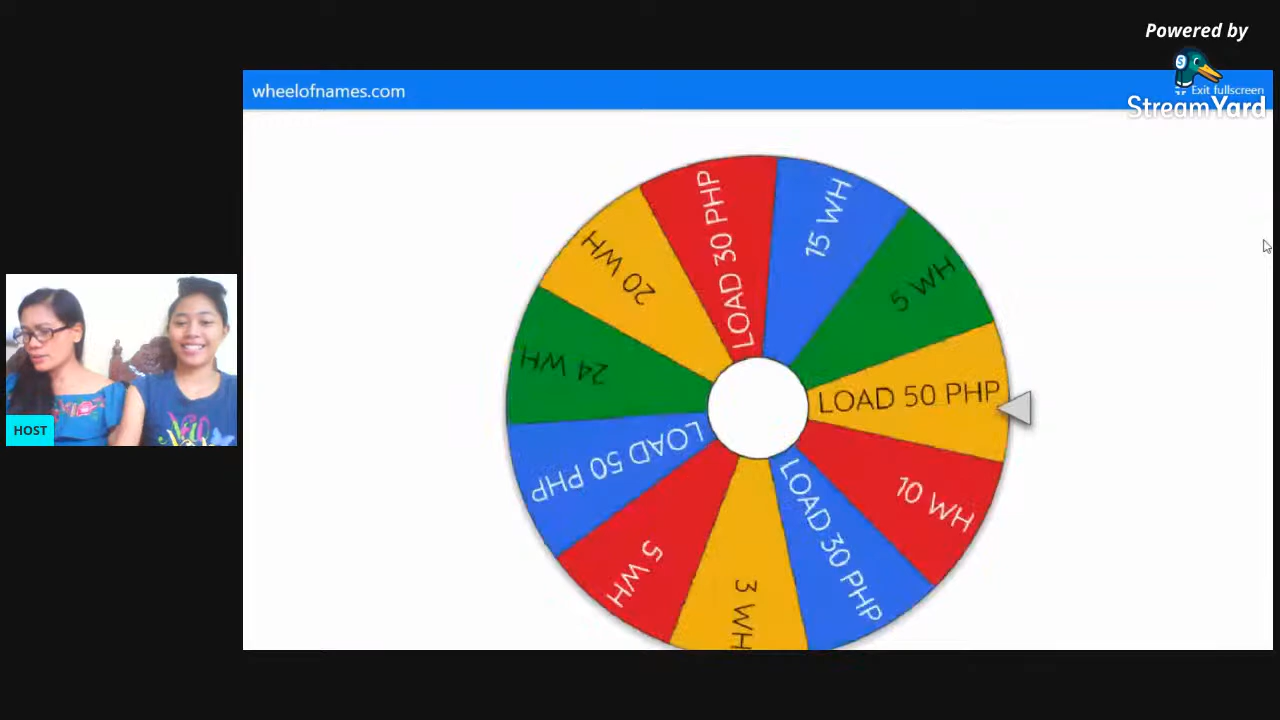 Powered by
StreamYard
wheelofnames.com
Exit fullscreen
LOAD 30 PHP
15 WH
5 WH
LOAD 50 PHP
10 WH
LOAD 30 PHP
3 WH
5 WH
LOAD 50 PHP
24 WH
20 WH
HOST